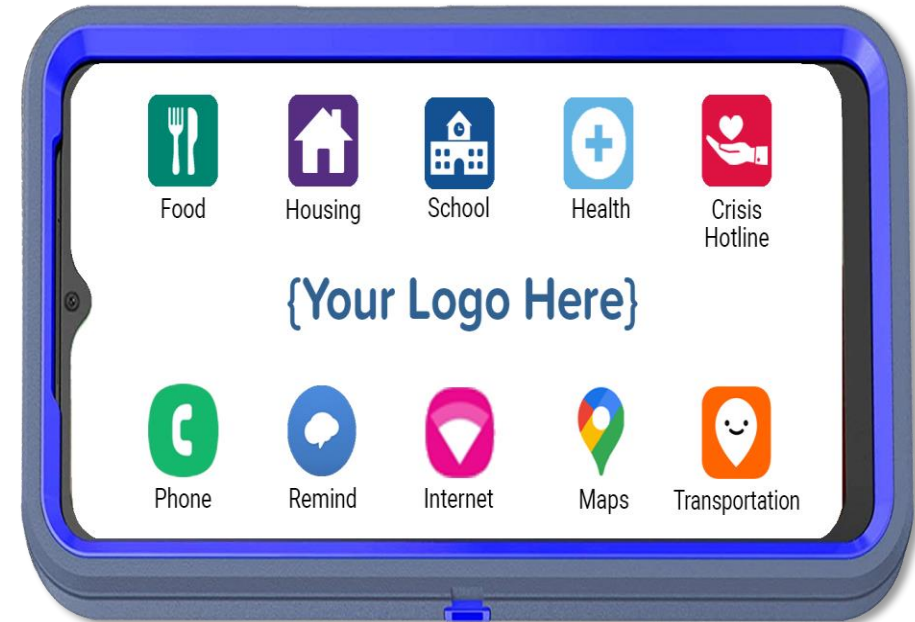 Food
Housing
School
Health
Crisis
Hotline
{Your Logo Here}
Phone
Remind
Internet
Maps
Transportation